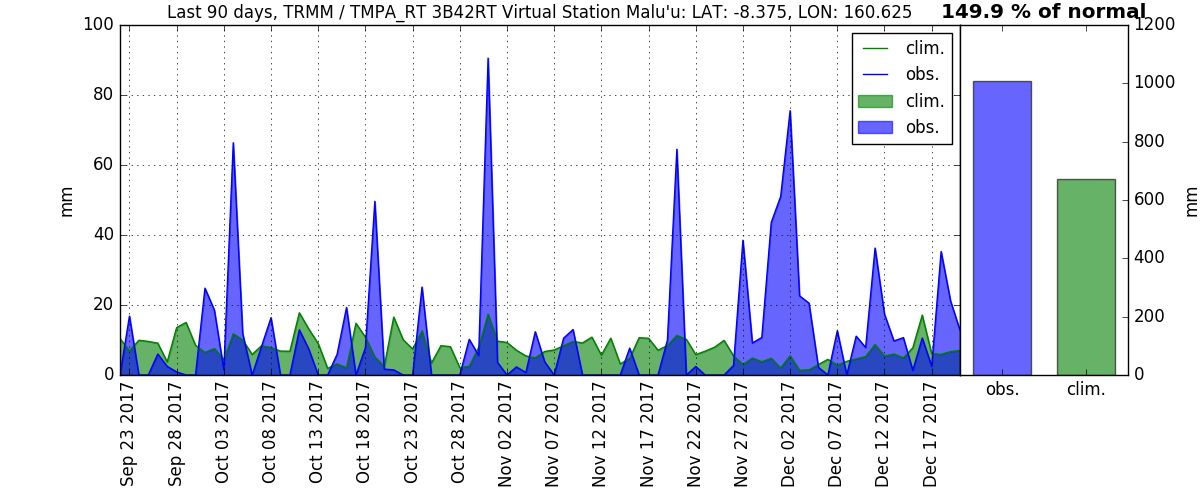 Last 90 days, TRMM / TMPA_RT 3B42RT Virtual Station Malu'u: LAT: -8.375, LON: 160.625
149.9 % of normal
100
80
60
40
20
0
mm
clim.
obs.
clim.
obs.
1200
1000
800
600
400
200
0
mm
Sep 23 2017
Sep 28 2017
Oct 03 2017
Oct 08 2017
Oct 13 2017
Oct 18 2017
Oct 23 2017
Oct 28 2017
Nov 02 2017
Nov 07 2017
Nov 12 2017
Nov 17 2017
Nov 22 2017
Nov 27 2017
Dec 02 2017
Dec 07 2017
Dec 12 2017
Dec 17 2017
obs.
clim.